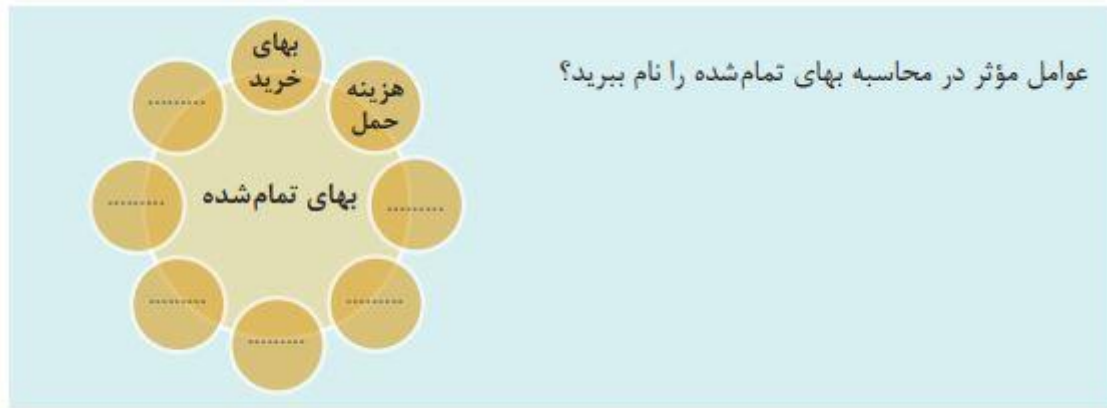 عوامل مؤثر در محاسبه بهای تمام‌شده را نام ببرید؟
بهای
خرید
هزینه
حمل
.........
.........
.........
.........
.........
.........
بهای تمام‌شده